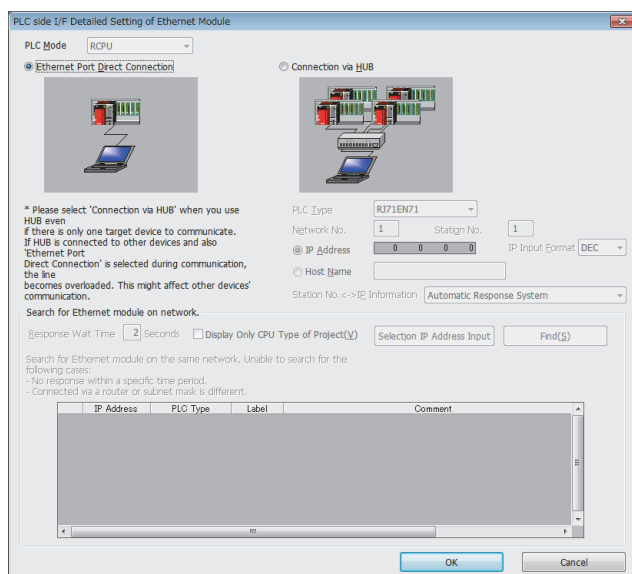 PLC side I/F Detailed Setting of Ethernet Module
PLC Mode RCPU
Ethernet Port Direct Connection
Connection via HUB
* Please select 'Connection via HUB' when you use
HUB even
if there is only one target device to communicate.
If HUB is connected to other devices and also
'Ethernet Port
Direct Connection' is selected during communication,
the line
becomes overloaded. This might affect other devices'
communication.
PLC Type RJ71EN71
Network No. 1 Station No. 1
IP Address 0 0 0 0 IP Input Format DEC
Host Name
Station No.<->IP Information Automatic Response System
Search for Ethernet module on network.
Response Wait Time 2 Seconds Display Only CPU Type of Project(V) Selection IP Address Input Find(S)
Search for Ethernet module on the same network. Unable to search for the
following cases:
- No response within a specific time period.
- Connected via a router or subnet mask is different.
IP Address PLC Type Label Comment
OK Cancel